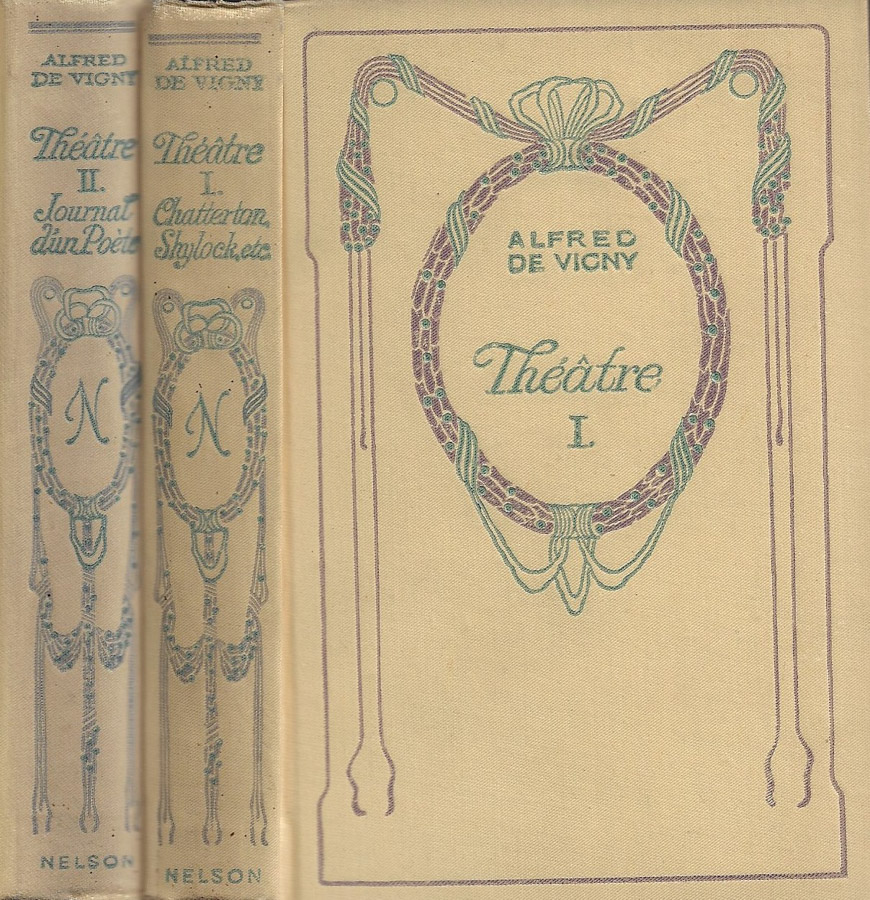 ALFRED
DE VIGNY
Théâtre
II.
Journal
d'un Poète
N
NELSON
ALFRED
DE VIGNY
Théâtre
I.
Chatterton,
Shylock, etc.
N
NELSON
ALFRED
DE VIGNY
Théâtre
I.